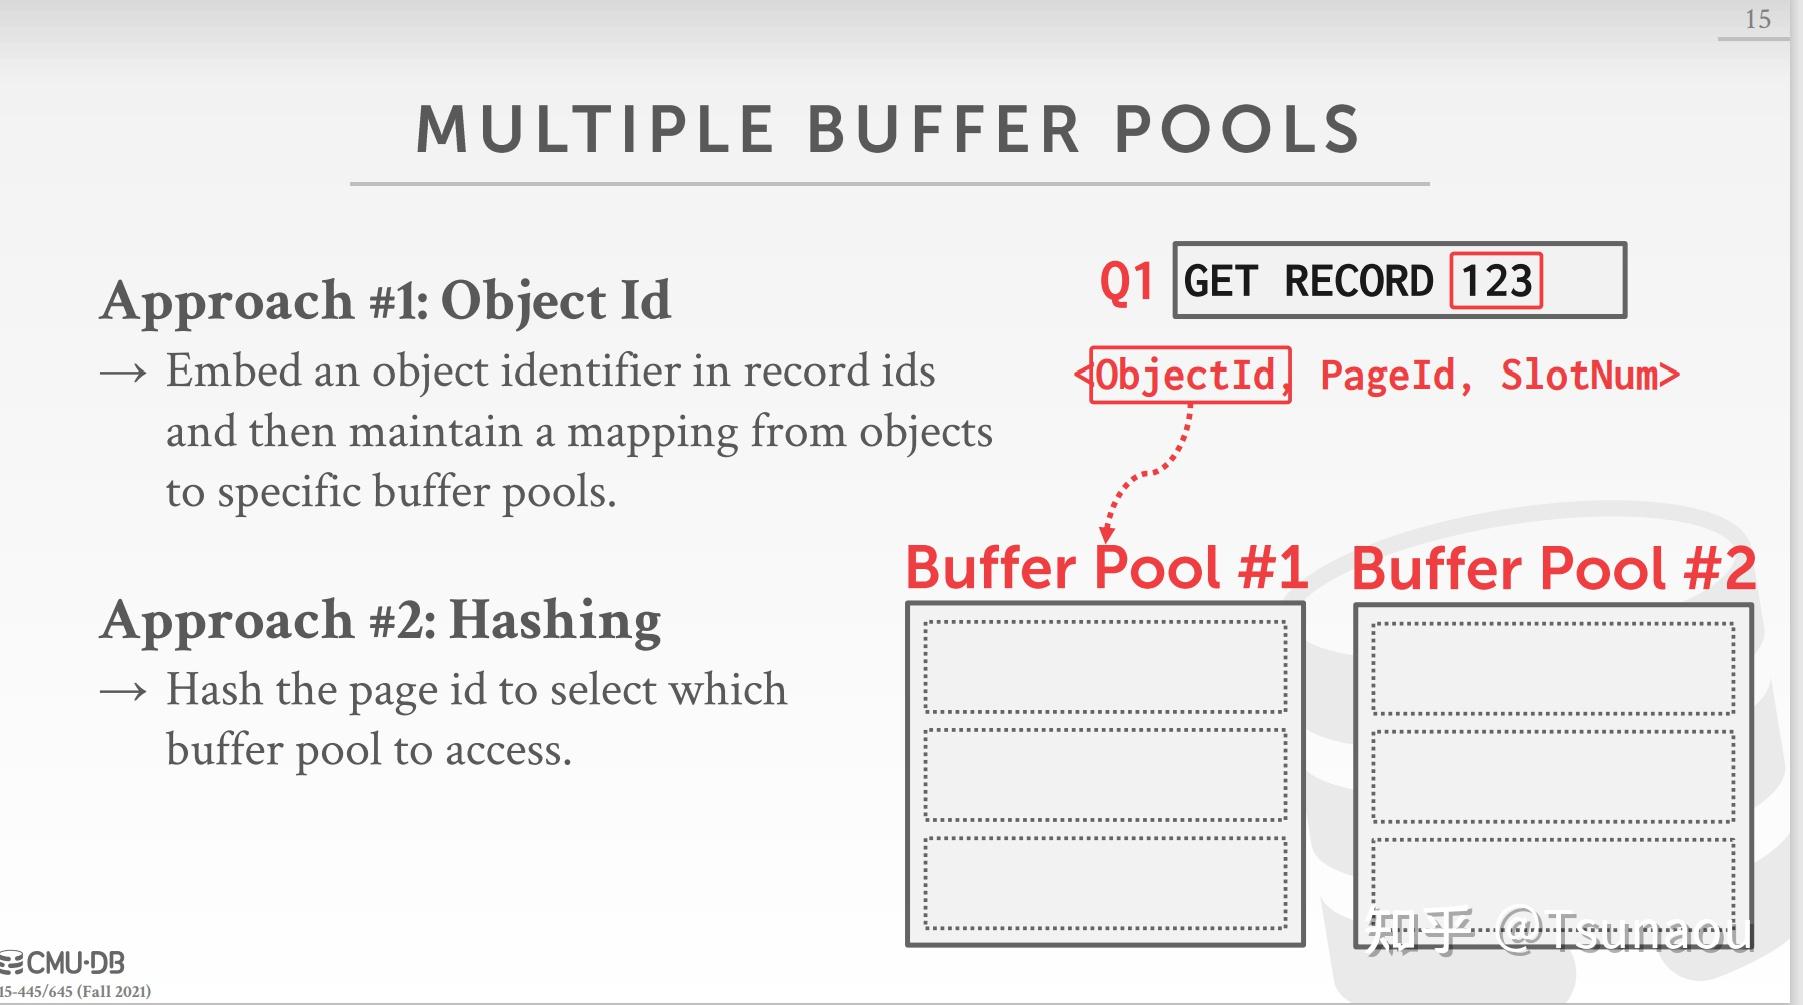 15
MULTIPLE BUFFER POOLS
Approach #1: Object Id
→ Embed an object identifier in record ids
and then maintain a mapping from objects
to specific buffer pools.
Approach #2: Hashing
→ Hash the page id to select which
buffer pool to access.
Q1 GET RECORD 123
<ObjectId, PageId, SlotNum>
Buffer Pool #1 Buffer Pool #2
知乎 @Tsunaou
CMU·DB
15-445/645 (Fall 2021)